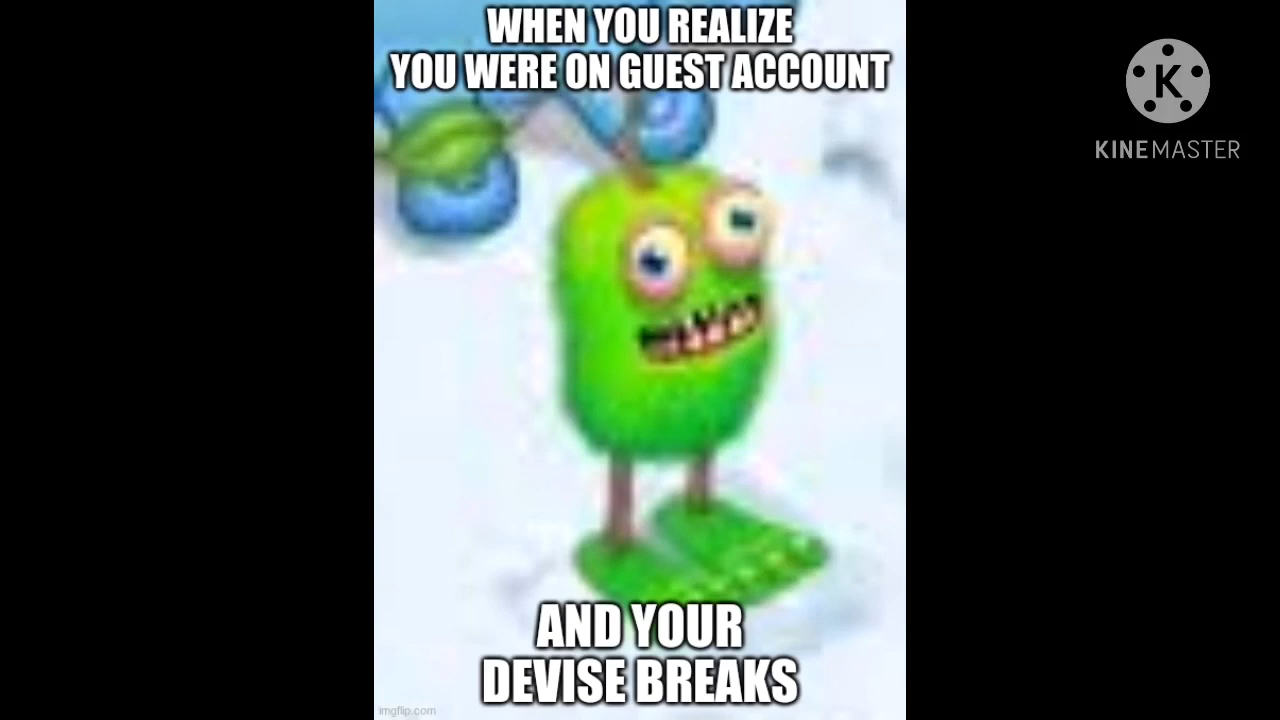 WHEN YOU REALIZE
YOU WERE ON GUEST ACCOUNT
K
KINEMASTER
AND YOUR
DEVISE BREAKS
imgflip.com